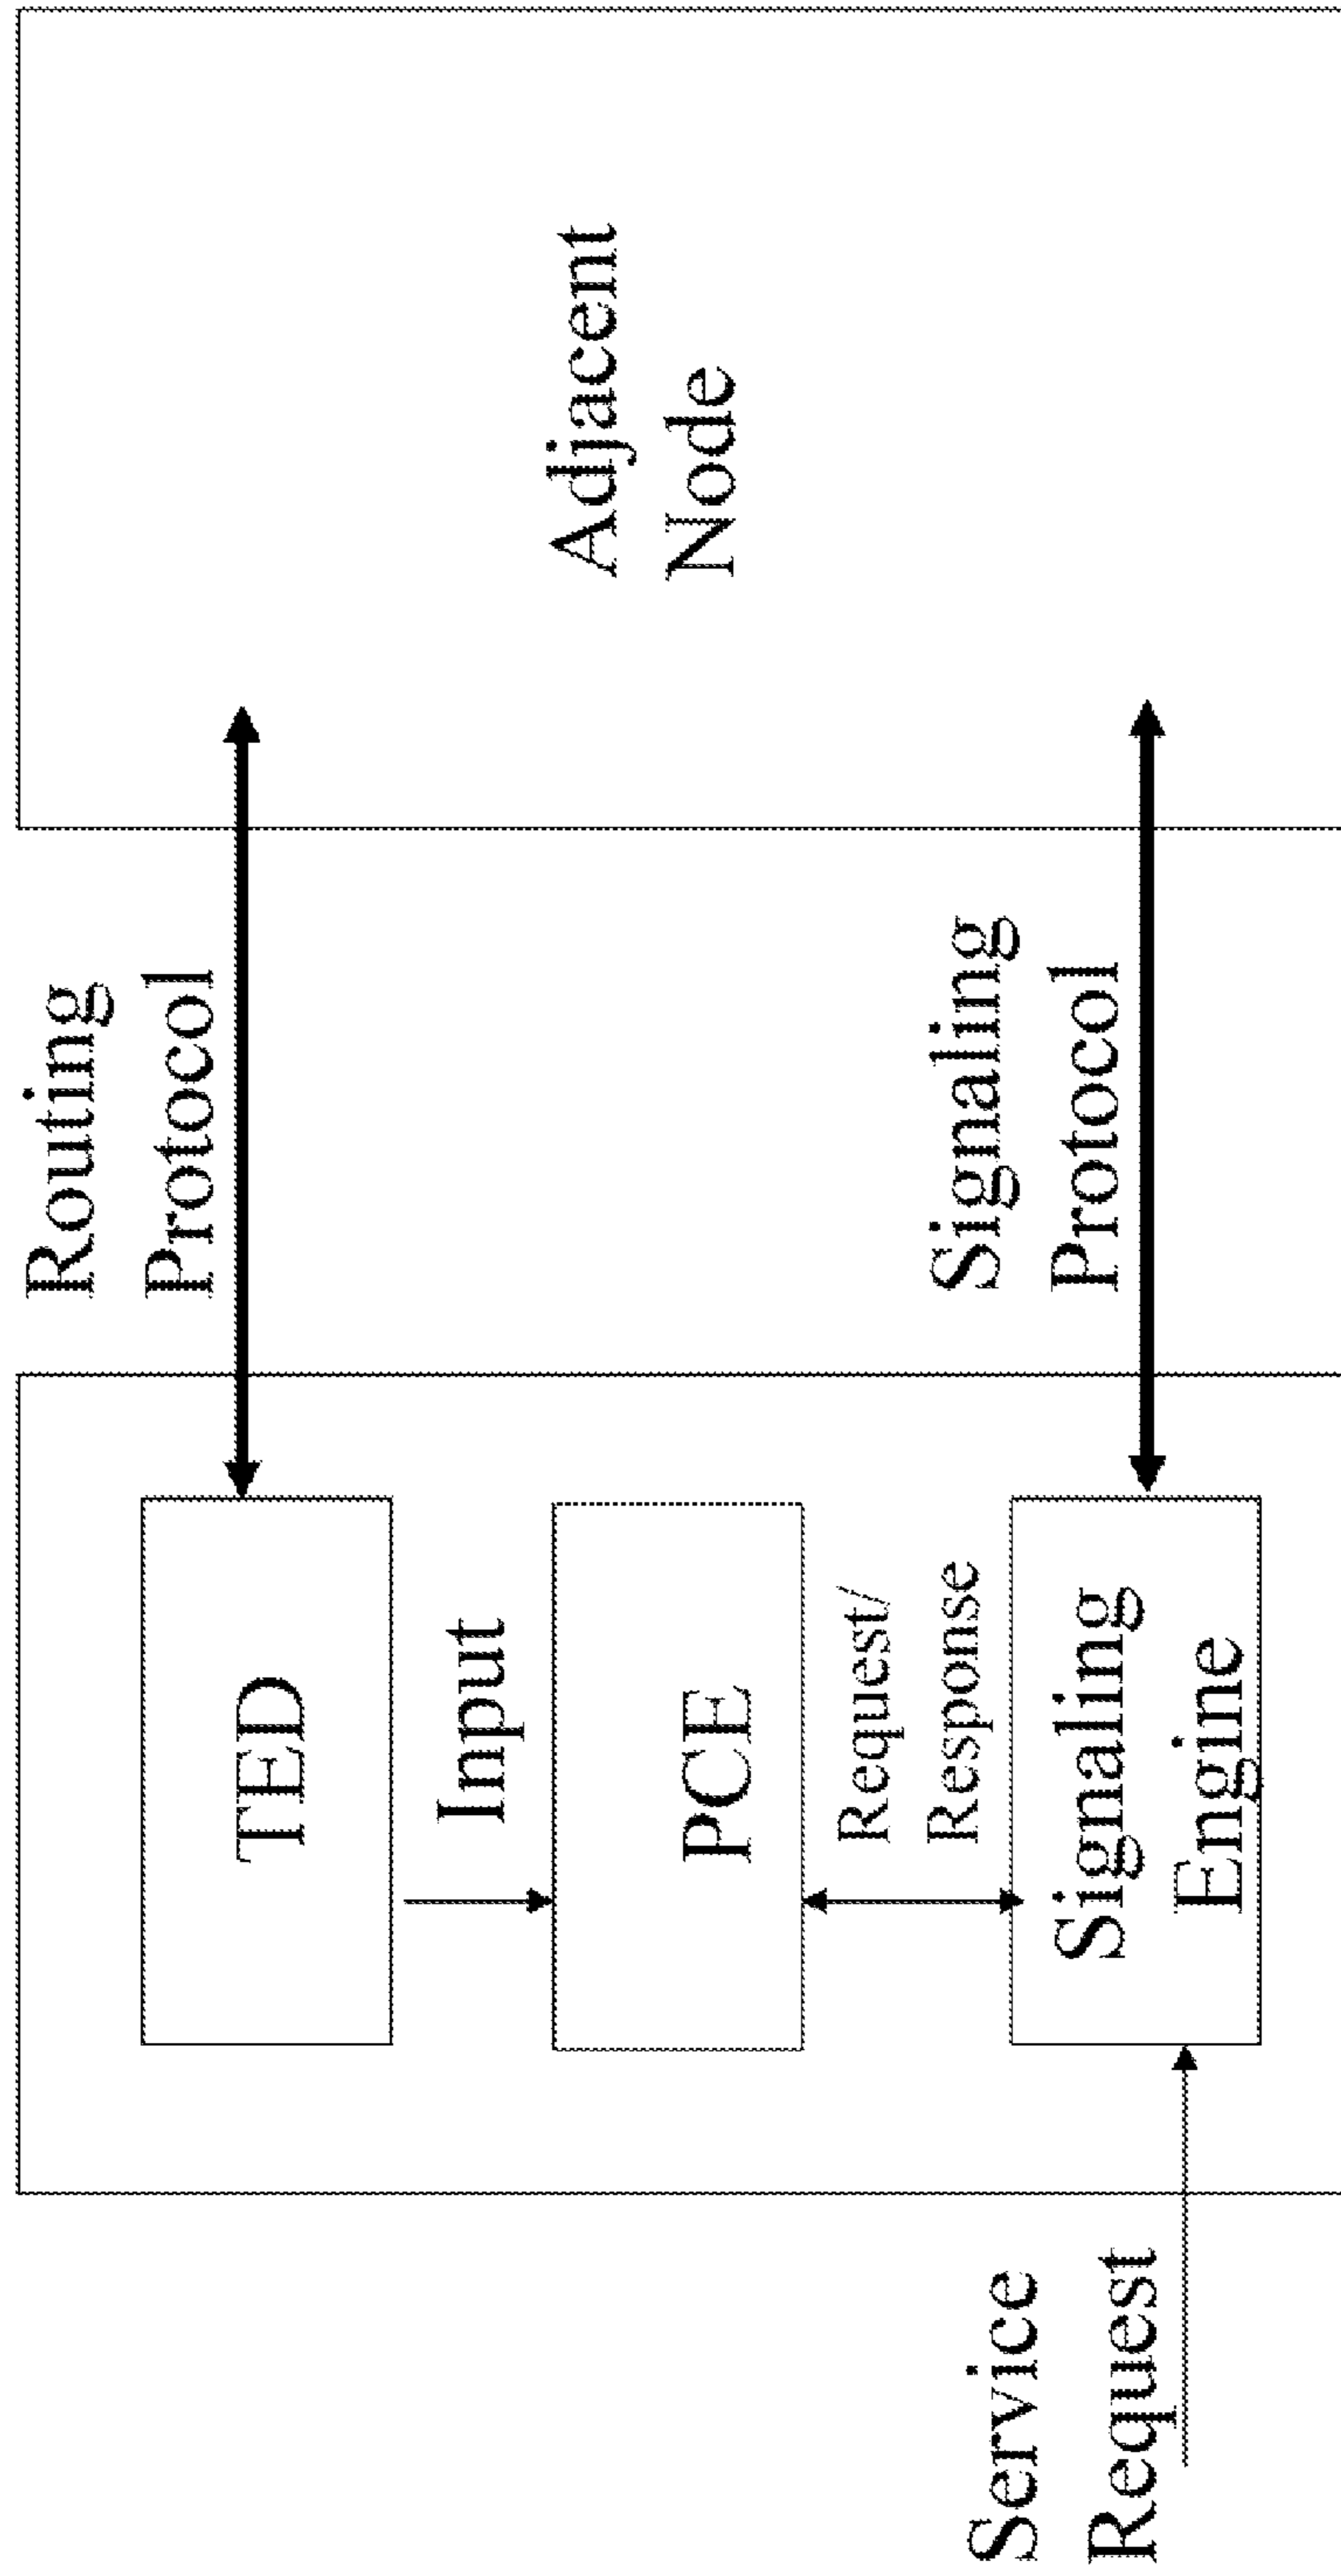 Routing
Protocol
TED
Input
Adjacent
Node
PCE
Request/
Response
Signaling
Protocol
Service
Request
Signaling
Engine